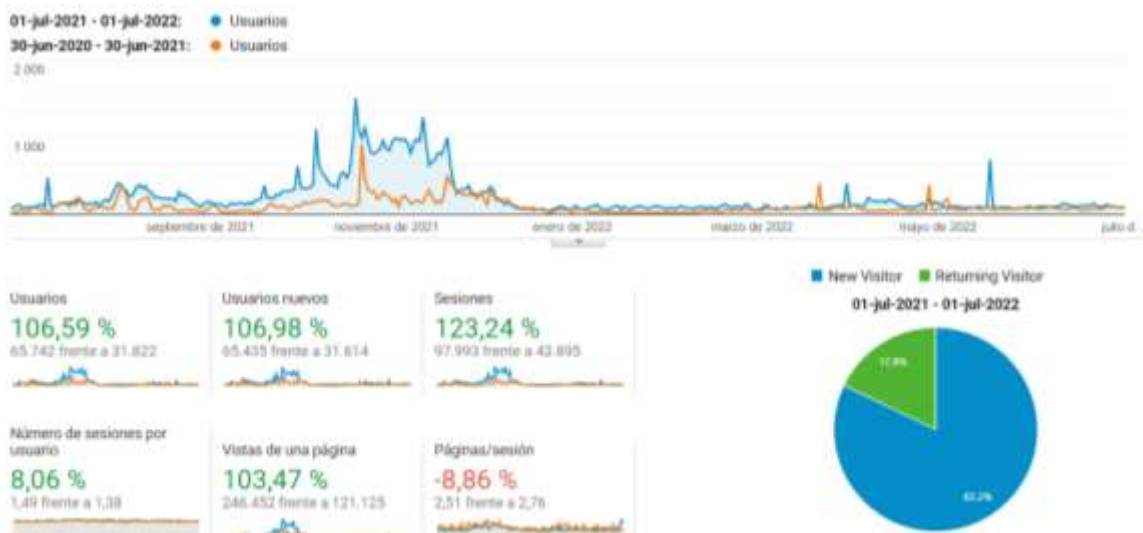 01-jul-2021 - 01-jul-2022: Usuarios
30-jun-2020 - 30-jun-2021: Usuarios
2 000
1 000
septiembre de 2021 noviembre de 2021 enero de 2022 marzo de 2022 mayo de 2022 julio d.
New Visitor Returning Visitor
01-jul-2021 - 01-jul-2022
17,8%
82,2%
Usuarios
106,59 %
65.742 frente a 31.822
Usuarios nuevos
106,98 %
65.435 frente a 31.614
Sesiones
123,24 %
97.993 frente a 43.895
Número de sesiones por
usuario
8,06 %
1,49 frente a 1,38
Vistas de una página
103,47 %
246.452 frente a 121.125
Páginas/sesión
-8,86 %
2,51 frente a 2,76